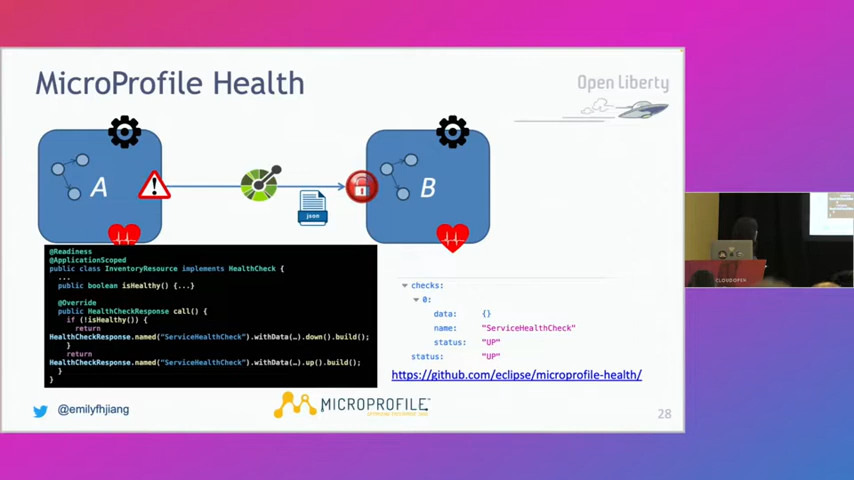 MicroProfile Health
Open Liberty
A
B
json
@Readiness
@ApplicationScoped
public class InventoryResource implements HealthCheck {
...
public boolean isHealthy() {...}
@Override
public HealthCheckResponse call() {
if (!isHealthy()) {
return
HealthCheckResponse.named("ServiceHealthCheck").withData(…).down().build();
}
return
HealthCheckResponse.named("ServiceHealthCheck").withData(…).up().build();
}
}
checks:
0:
data: {}
name: "ServiceHealthCheck"
status: "UP"
status: "UP"
https://github.com/eclipse/microprofile-health/
@emilyfhjiang
MICROPROFILE
28
CLOUDOPEN